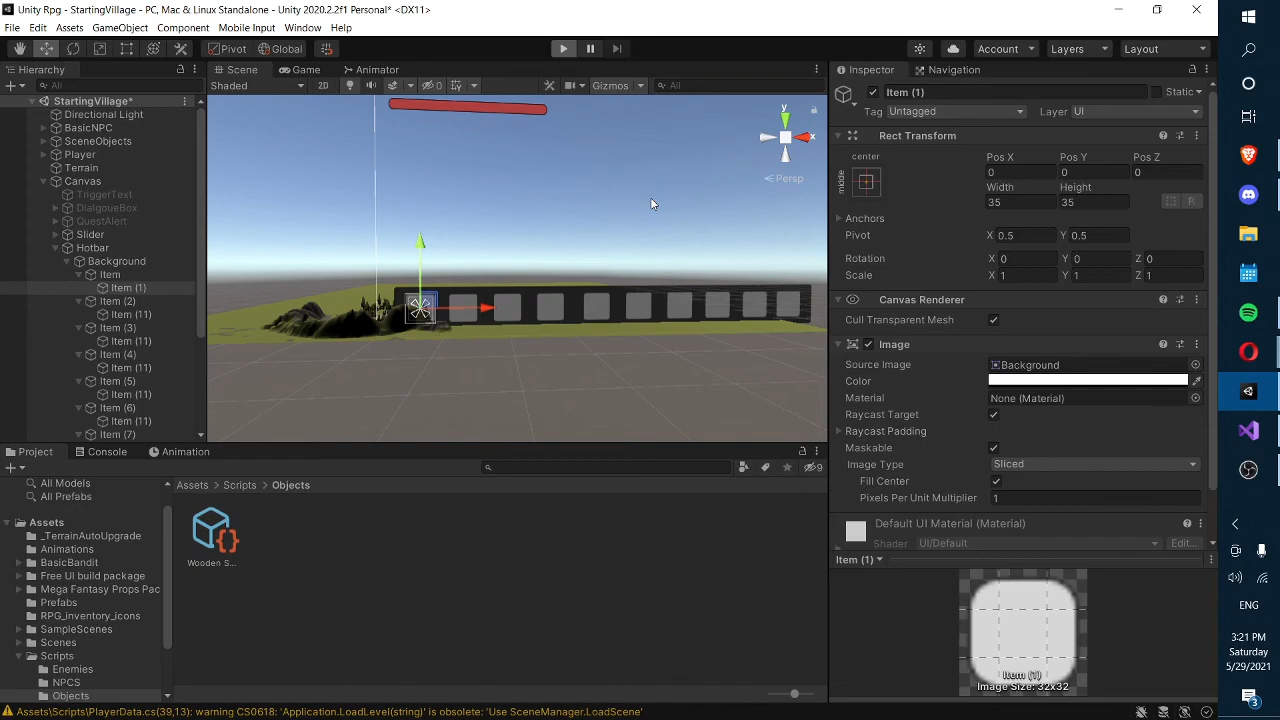 Unity Rpg - StartingVillage - PC, Mac & Linux Standalone - Unity 2020.2.2f1 Personal* <DX11>
File Edit Assets GameObject Component Mobile Input Window Help
Pivot Global Account Layers Layout
Hierarchy
All
StartingVillage*
Directional Light
BasicNPC
SceneObjects
Player
Terrain
Canvas
TriggerText
DialgoueBox
QuestAlert
Slider
Hotbar
Background
Item
Item (1)
Item (2)
Item (11)
Item (3)
Item (11)
Item (4)
Item (11)
Item (5)
Item (11)
Item (6)
Item (11)
Item (7)
Scene Game Animator
Shaded 2D 0 Gizmos All
y
x
Persp
Inspector Navigation
Item (1) Static
Tag Untagged Layer UI
Rect Transform
center
middle
Pos X Pos Y Pos Z
0 0 0
Width Height
35 35 R
Anchors
Pivot X 0.5 Y 0.5
Rotation X 0 Y 0 Z 0
Scale X 1 Y 1 Z 1
Canvas Renderer
Cull Transparent Mesh
Image
Source Image Background
Color
Material None (Material)
Raycast Target
Raycast Padding
Maskable
Image Type Sliced
Fill Center
Pixels Per Unit Multiplier 1
Default UI Material (Material)
Shader UI/Default Edit...
Item (1)
Item (1)
Image Size: 32x32
Project Console Animation
9
All Models
All Prefabs
Assets
_TerrainAutoUpgrade
Animations
BasicBandit
Free UI build package
Mega Fantasy Props Pac
Prefabs
RPG_inventory_icons
SampleScenes
Scenes
Scripts
Enemies
NPCS
Objects
Assets > Scripts > Objects
Wooden S...
Assets\Scripts\PlayerData.cs(39,13): warning CS0618: 'Application.LoadLevel(string)' is obsolete: 'Use SceneManager.LoadScene'
ENG
3:21 PM
Saturday
5/29/2021
3